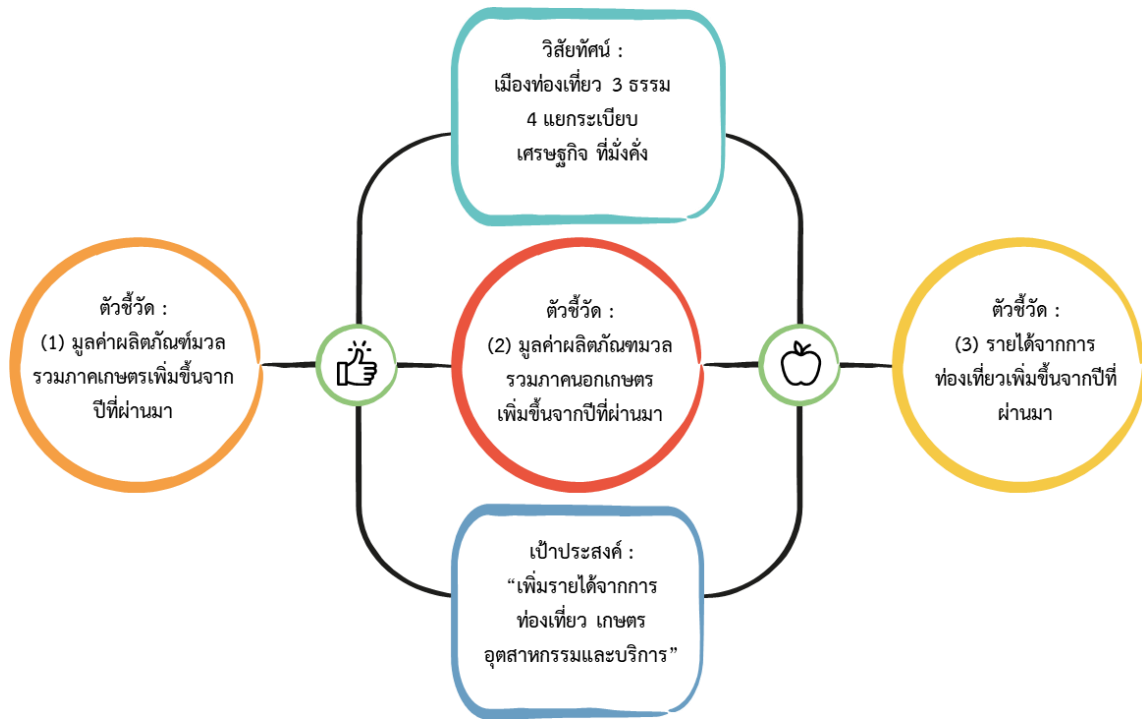 วิสัยทัศน์ :
เมืองท่องเที่ยว 3 ธรรม
4 แยกระเบียบ
เศรษฐกิจ ที่มั่งคั่ง
ตัวชี้วัด :
(1) มูลค่าผลิตภัณฑ์มวล
รวมภาคเกษตรเพิ่มขึ้นจาก
ปีที่ผ่านมา
ตัวชี้วัด :
(2) มูลค่าผลิตภัณฑมวล
รวมภาคนอกเกษตร
เพิ่มขึ้นจากปีที่ผ่านมา
ตัวชี้วัด :
(3) รายได้จากการ
ท่องเที่ยวเพิ่มขึ้นจากปีที่
ผ่านมา
เป้าประสงค์ :
“เพิ่มรายได้จากการ
ท่องเที่ยว เกษตร
อุตสาหกรรมและบริการ”